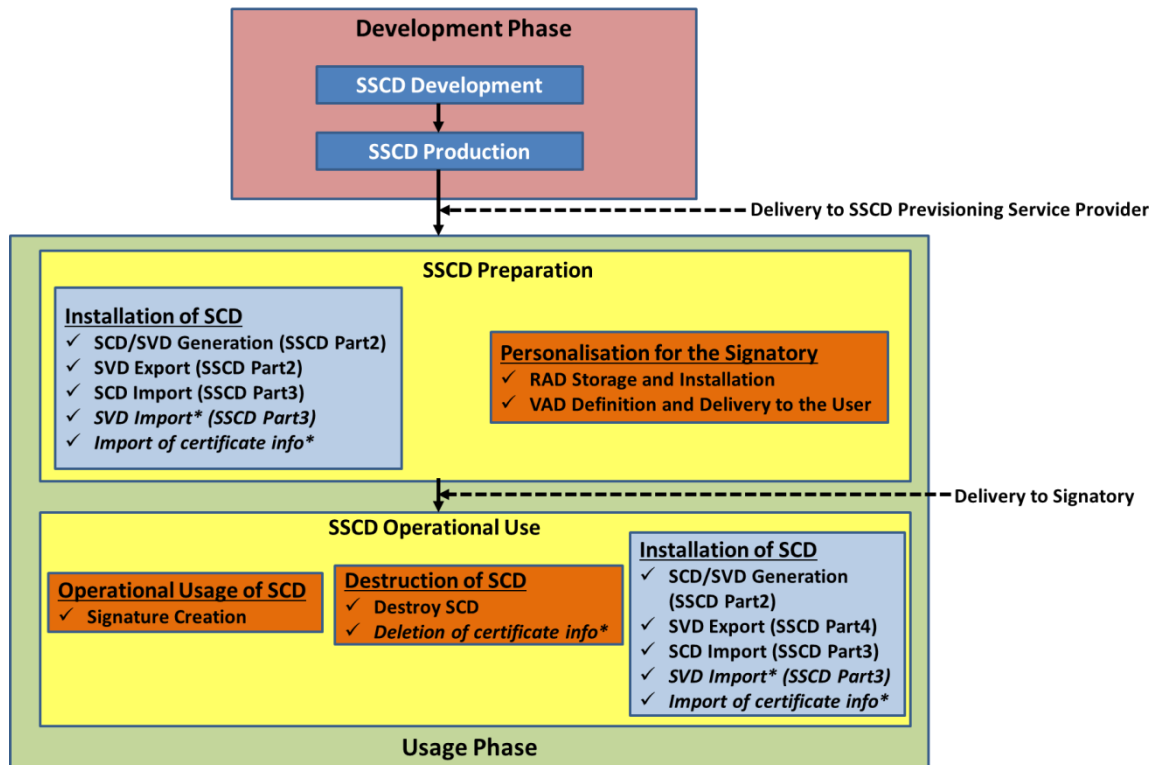 Development Phase
SSCD Development
SSCD Production
Delivery to SSCD Previsioning Service Provider
SSCD Preparation
Installation of SCD
✓ SCD/SVD Generation (SSCD Part2)
✓ SVD Export (SSCD Part2)
✓ SCD Import (SSCD Part3)
✓ SVD Import* (SSCD Part3)
✓ Import of certificate info*
Personalisation for the Signatory
✓ RAD Storage and Installation
✓ VAD Definition and Delivery to the User
Delivery to Signatory
SSCD Operational Use
Operational Usage of SCD
✓ Signature Creation
Destruction of SCD
✓ Destroy SCD
✓ Deletion of certificate info*
Installation of SCD
✓ SCD/SVD Generation
(SSCD Part2)
✓ SVD Export (SSCD Part4)
✓ SCD Import (SSCD Part3)
✓ SVD Import* (SSCD Part3)
✓ Import of certificate info*
Usage Phase